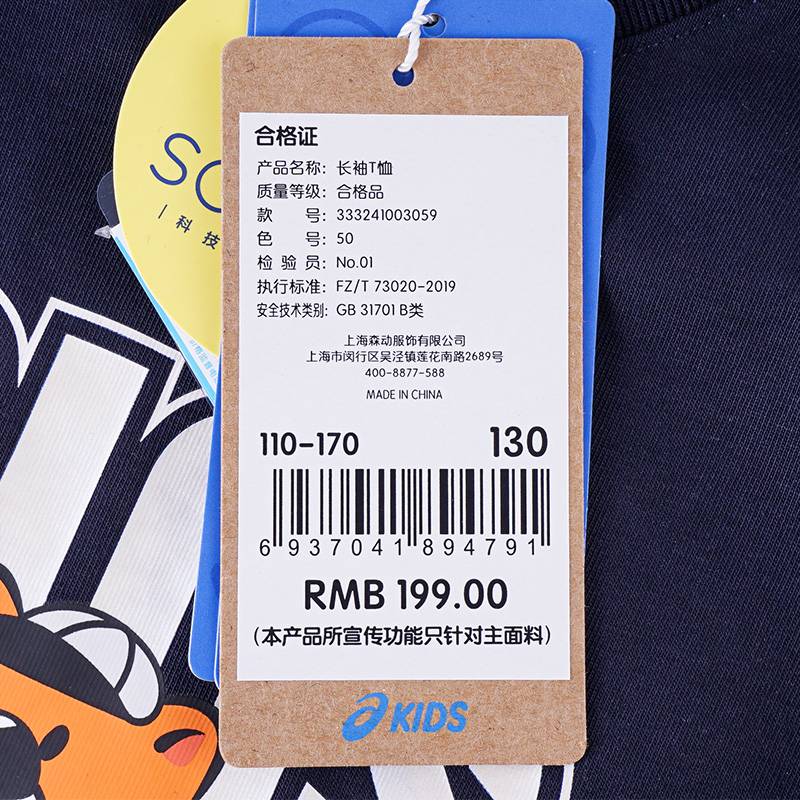 合格证
产品名称：长袖T恤
质量等级：合格品
款 号：333241003059
色 号：50
检 验 员：No.01
执行标准：FZ/T 73020-2019
安全技术类别：GB 31701 B类
上海森动服饰有限公司
上海市闵行区吴泾镇莲花南路2689号
400-8877-588
MADE IN CHINA
110-170 130
6 937041 894791
RMB 199.00
（本产品所宣传功能只针对主面料）
KIDS
科技